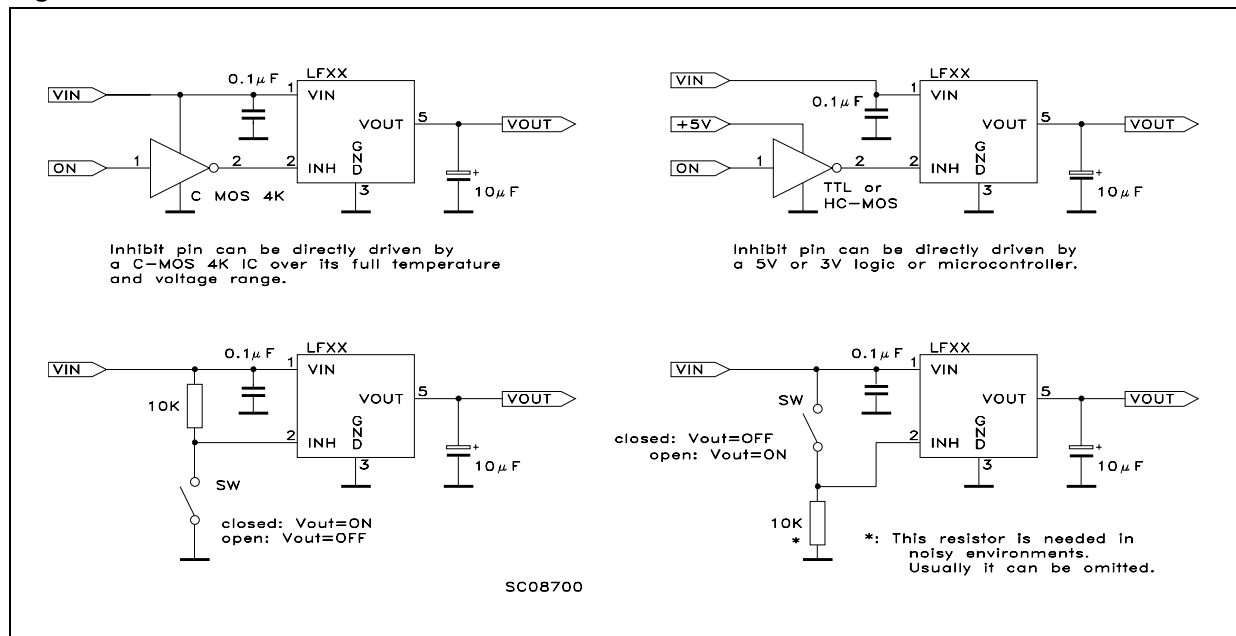 LFXX
0.1μF
VIN
1
VIN
VOUT
5
VOUT
ON
1
2
2
INH
GND
3
+
10μF
C MOS 4K
Inhibit pin can be directly driven by
a C-MOS 4K IC over its full temperature
and voltage range.
LFXX
VIN
0.1μF
1
VIN
+5V
VOUT
5
VOUT
ON
1
2
2
INH
GND
3
+
10μF
TTL or
HC-MOS
Inhibit pin can be directly driven by
a 5V or 3V logic or microcontroller.
LFXX
0.1μF
VIN
1
VIN
10K
VOUT
5
VOUT
2
INH
GND
3
+
10μF
SW
closed: Vout=ON
open: Vout=OFF
LFXX
0.1μF
VIN
1
VIN
SW
VOUT
5
VOUT
closed: Vout=OFF
open: Vout=ON
2
INH
GND
3
+
10μF
10K
*
*: This resistor is needed in
noisy environments.
Usually it can be omitted.
SC08700